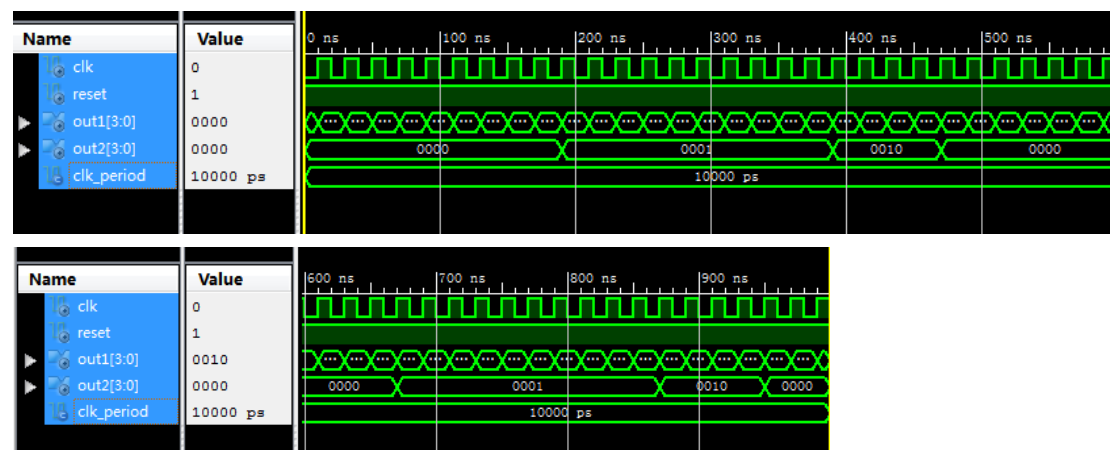 Name Value 0 ns 100 ns 200 ns 300 ns 400 ns 500 ns
clk 0
reset 1
out1[3:0] 0000 ... ... ... ... ... ... ... ... ... ... ... ... ... ... ... ... ... ... ... ... ... ... ... ... ... ... ... ... ...
out2[3:0] 0000 0000 0001 0010 0000
clk_period 10000 ps 10000 ps
Name Value 600 ns 700 ns 800 ns 900 ns
clk 0
reset 1
out1[3:0] 0010 ... ... ... ... ... ... ... ... ... ... ... ... ... ... ... ... ... ... ...
out2[3:0] 0000 0000 0001 0010 0000
clk_period 10000 ps 10000 ps